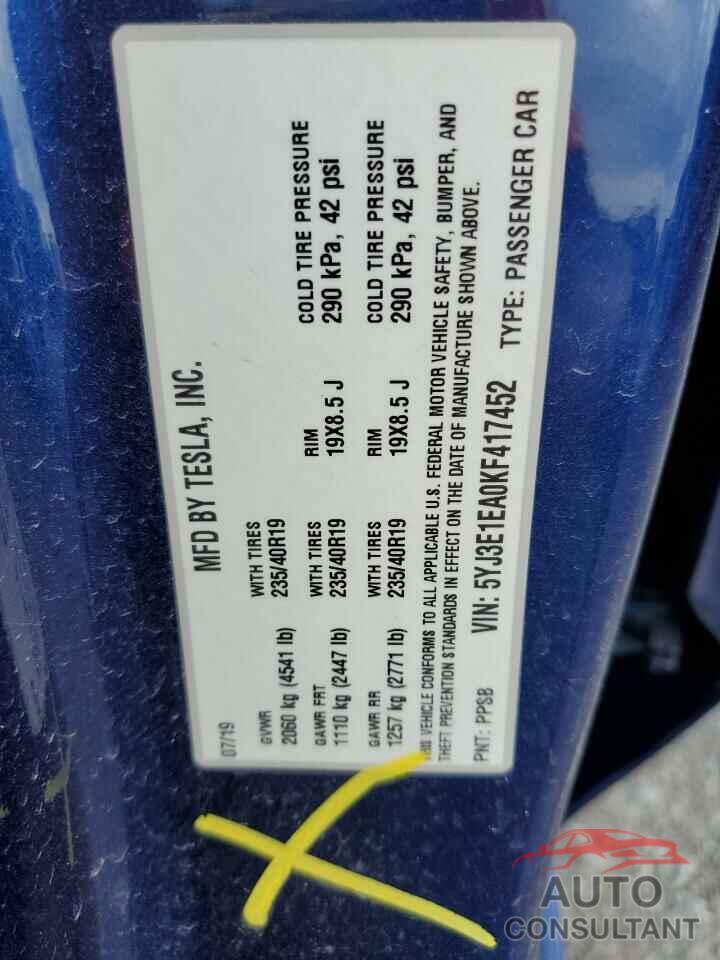 MFD BY TESLA, INC.
07/19
GVWR WITH TIRES
2060 kg (4541 lb) 235/40R19
GAWR FRT WITH TIRES RIM COLD TIRE PRESSURE
1110 kg (2447 lb) 235/40R19 19X8.5 J 290 kPa, 42 psi
GAWR RR WITH TIRES RIM COLD TIRE PRESSURE
1257 kg (2771 lb) 235/40R19 19X8.5 J 290 kPa, 42 psi
THIS VEHICLE CONFORMS TO ALL APPLICABLE U.S. FEDERAL MOTOR VEHICLE SAFETY, BUMPER, AND
THEFT PREVENTION STANDARDS IN EFFECT ON THE DATE OF MANUFACTURE SHOWN ABOVE.
PNT: PPSB VIN: 5YJ3E1EA0KF417452 TYPE: PASSENGER CAR
AUTO
CONSULTANT